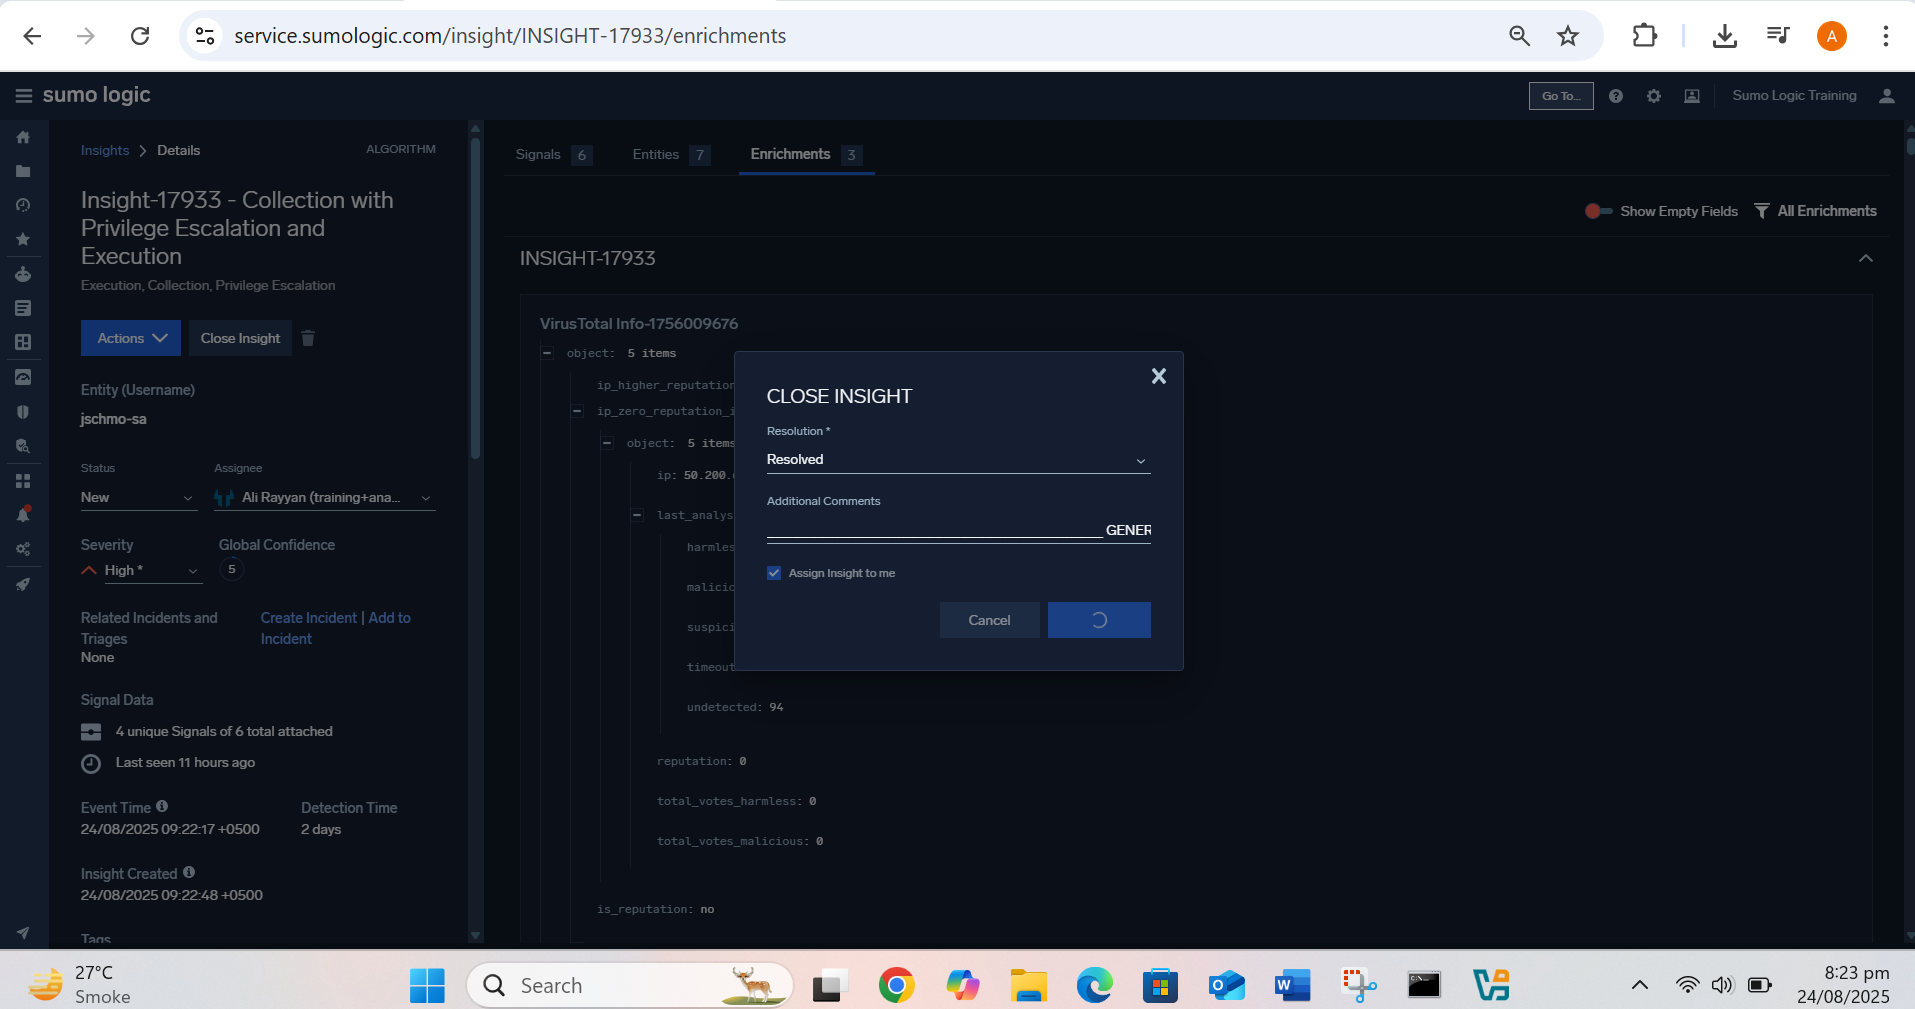 service.sumologic.com/insight/INSIGHT-17933/enrichments
A
sumo logic
Go To...
Sumo Logic Training
Insights
Details
ALGORITHM
Insight-17933 - Collection with
Privilege Escalation and
Execution
Execution, Collection, Privilege Escalation
Actions
Close Insight
Entity (Username)
jschmo-sa
Status
Assignee
New
Ali Rayyan (training+ana...
Severity
Global Confidence
High *
5
Related Incidents and
Triages
Create Incident | Add to
Incident
None
Signal Data
4 unique Signals of 6 total attached
Last seen 11 hours ago
Event Time
Detection Time
24/08/2025 09:22:17 +0500
2 days
Insight Created
24/08/2025 09:22:48 +0500
Tags
Signals 6
Entities 7
Enrichments 3
Show Empty Fields
All Enrichments
INSIGHT-17933
VirusTotal Info-1756009676
object: 5 items
ip_higher_reputation
ip_zero_reputation_i
object: 5 items
ip: 50.200.
last_analys
harmles
malicio
suspici
timeout
undetected: 94
reputation: 0
total_votes_harmless: 0
total_votes_malicious: 0
is_reputation: no
CLOSE INSIGHT
Resolution *
Resolved
Additional Comments
GENER
Assign Insight to me
Cancel
27°C
Smoke
Search
8:23 pm
24/08/2025